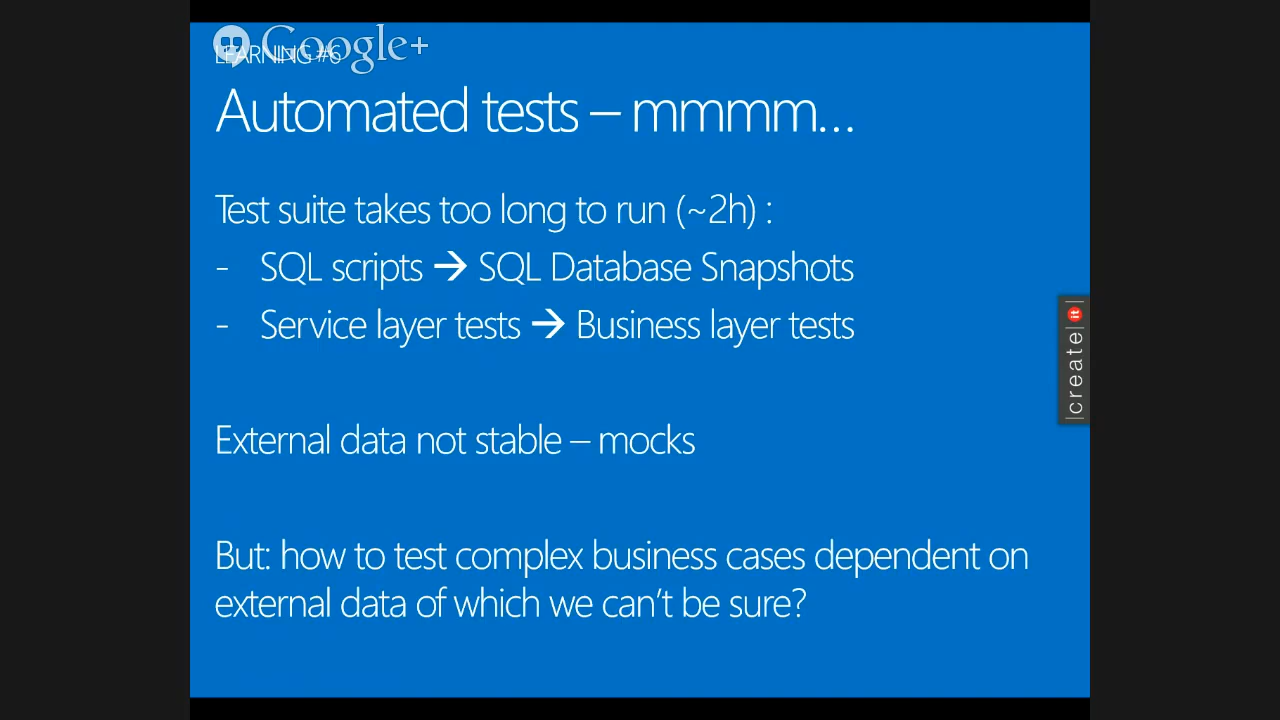 Google+
LEARNING #6
Automated tests – mmmm...
Test suite takes too long to run (~2h) :
- SQL scripts → SQL Database Snapshots
- Service layer tests → Business layer tests
External data not stable – mocks
But: how to test complex business cases dependent on
external data of which we can't be sure?
|create|it|